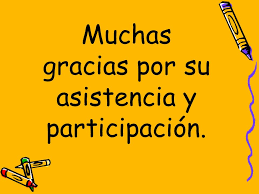 Muchas
gracias por su
asistencia y
participación.